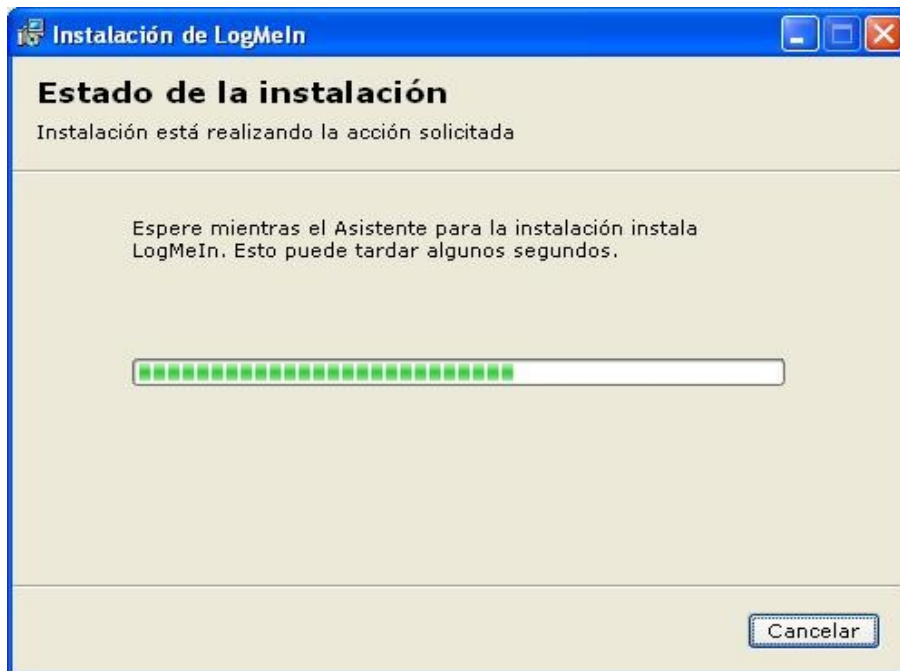 Instalación de LogMeIn
Estado de la instalación
Instalación está realizando la acción solicitada
Espere mientras el Asistente para la instalación instala
LogMeIn. Esto puede tardar algunos segundos.
Cancelar